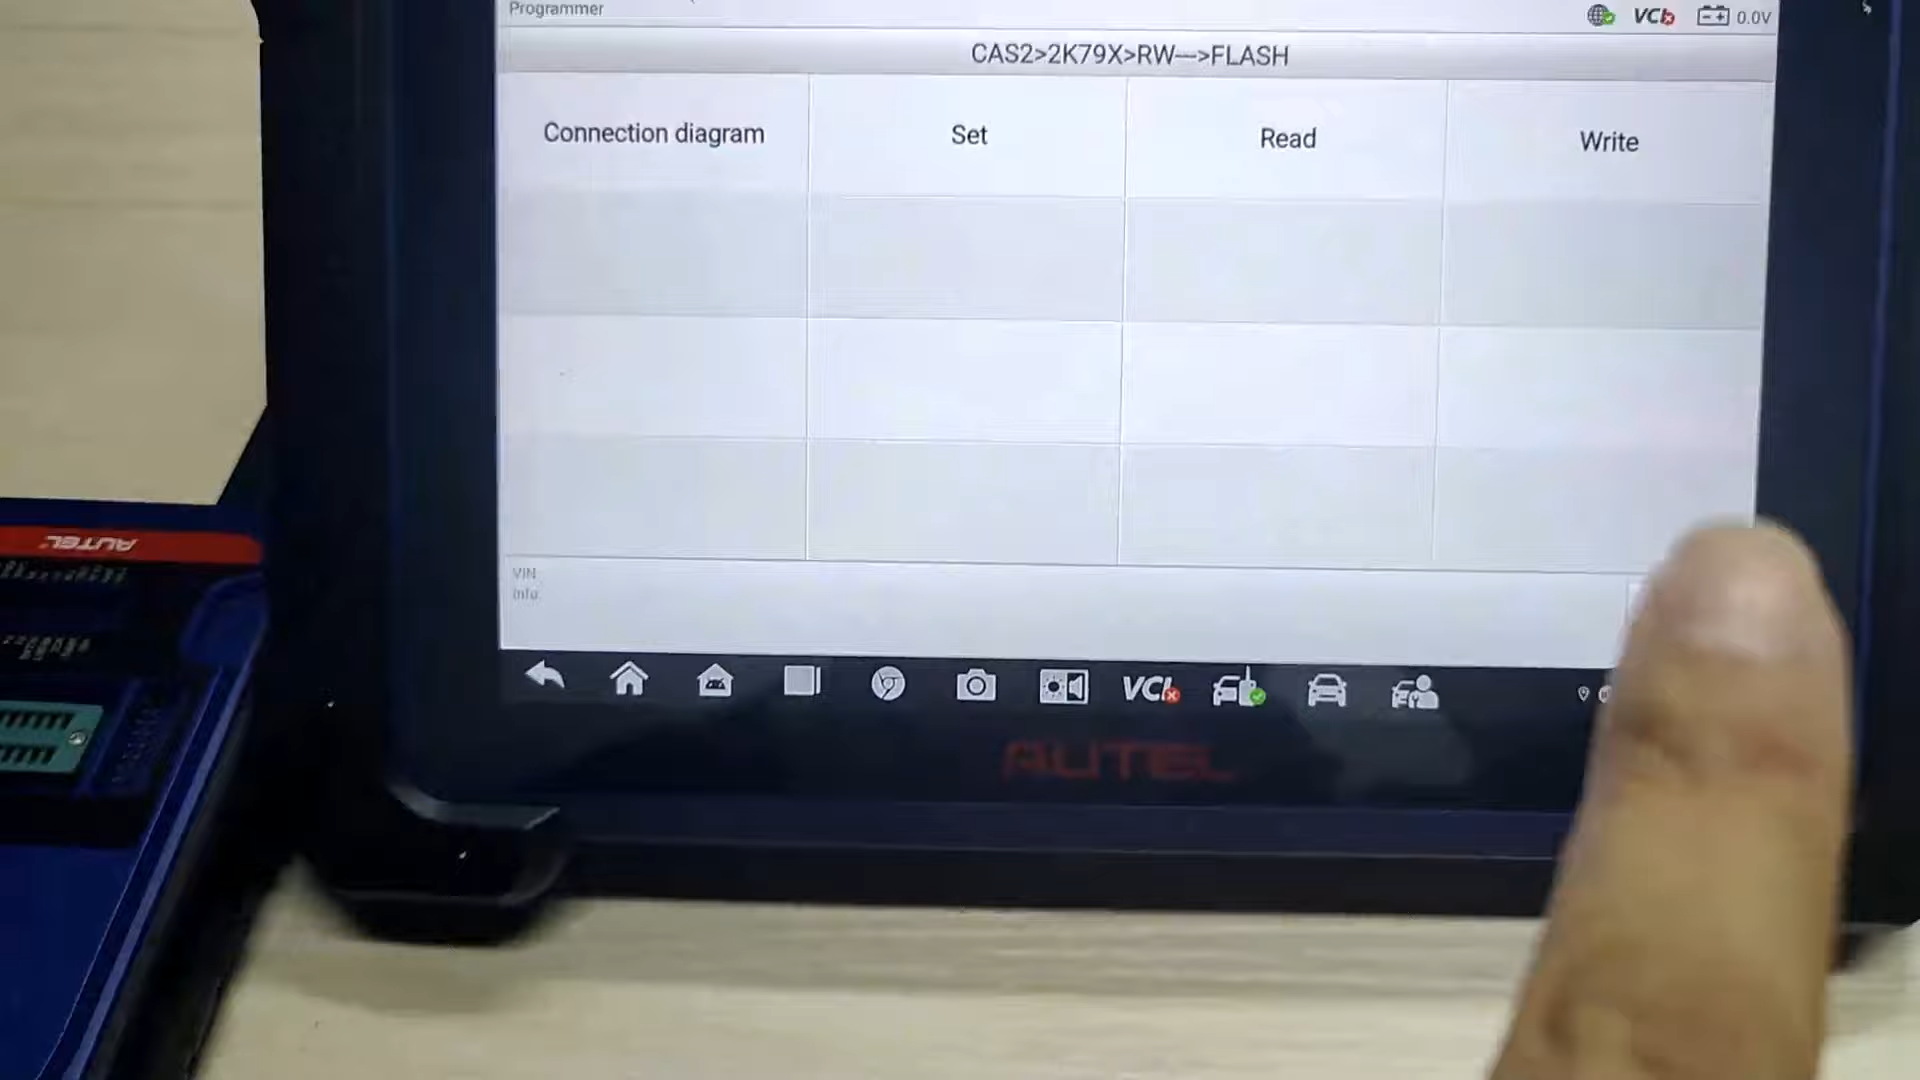 Programmer
VCI 0.0V
CAS2>2K79X>RW--->FLASH
Connection diagram Set Read Write
VIN
Info
VCI
AUTEL
AUTEL